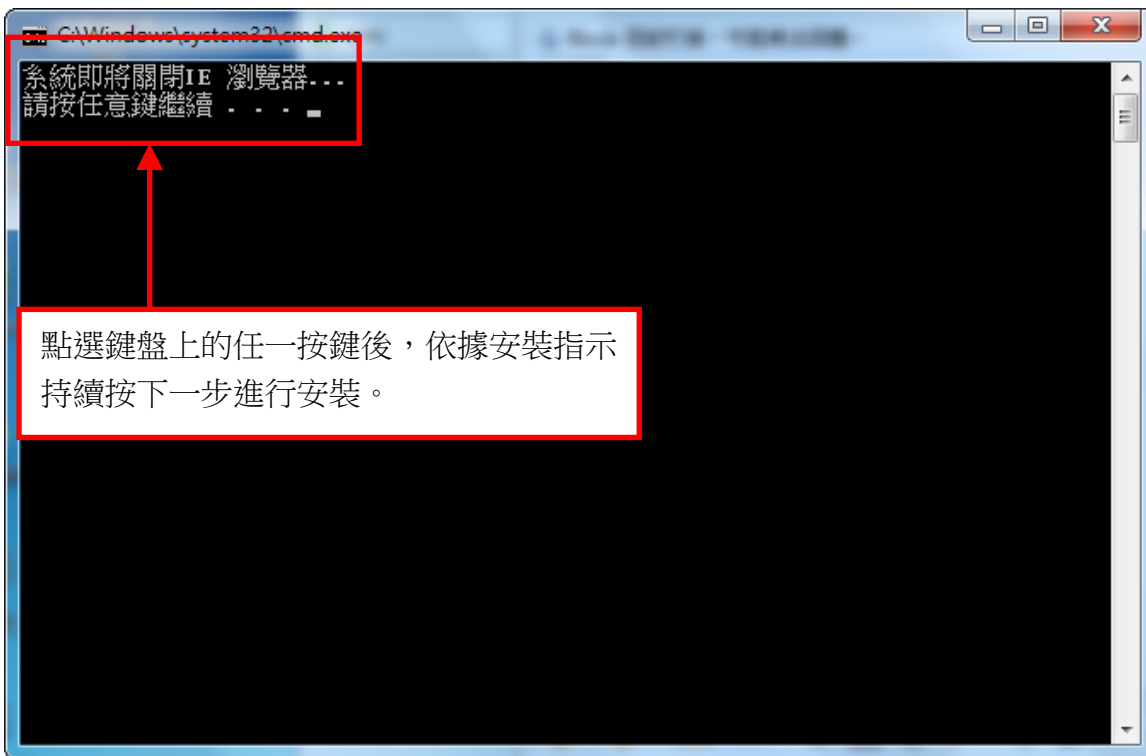 C:\Windows\system32\cmd.exe
系統即將關閉IE 瀏覽器...
請按任意鍵繼續 . . .
點選鍵盤上的任一按鍵後,依據安裝指示
持續按下一步進行安裝。